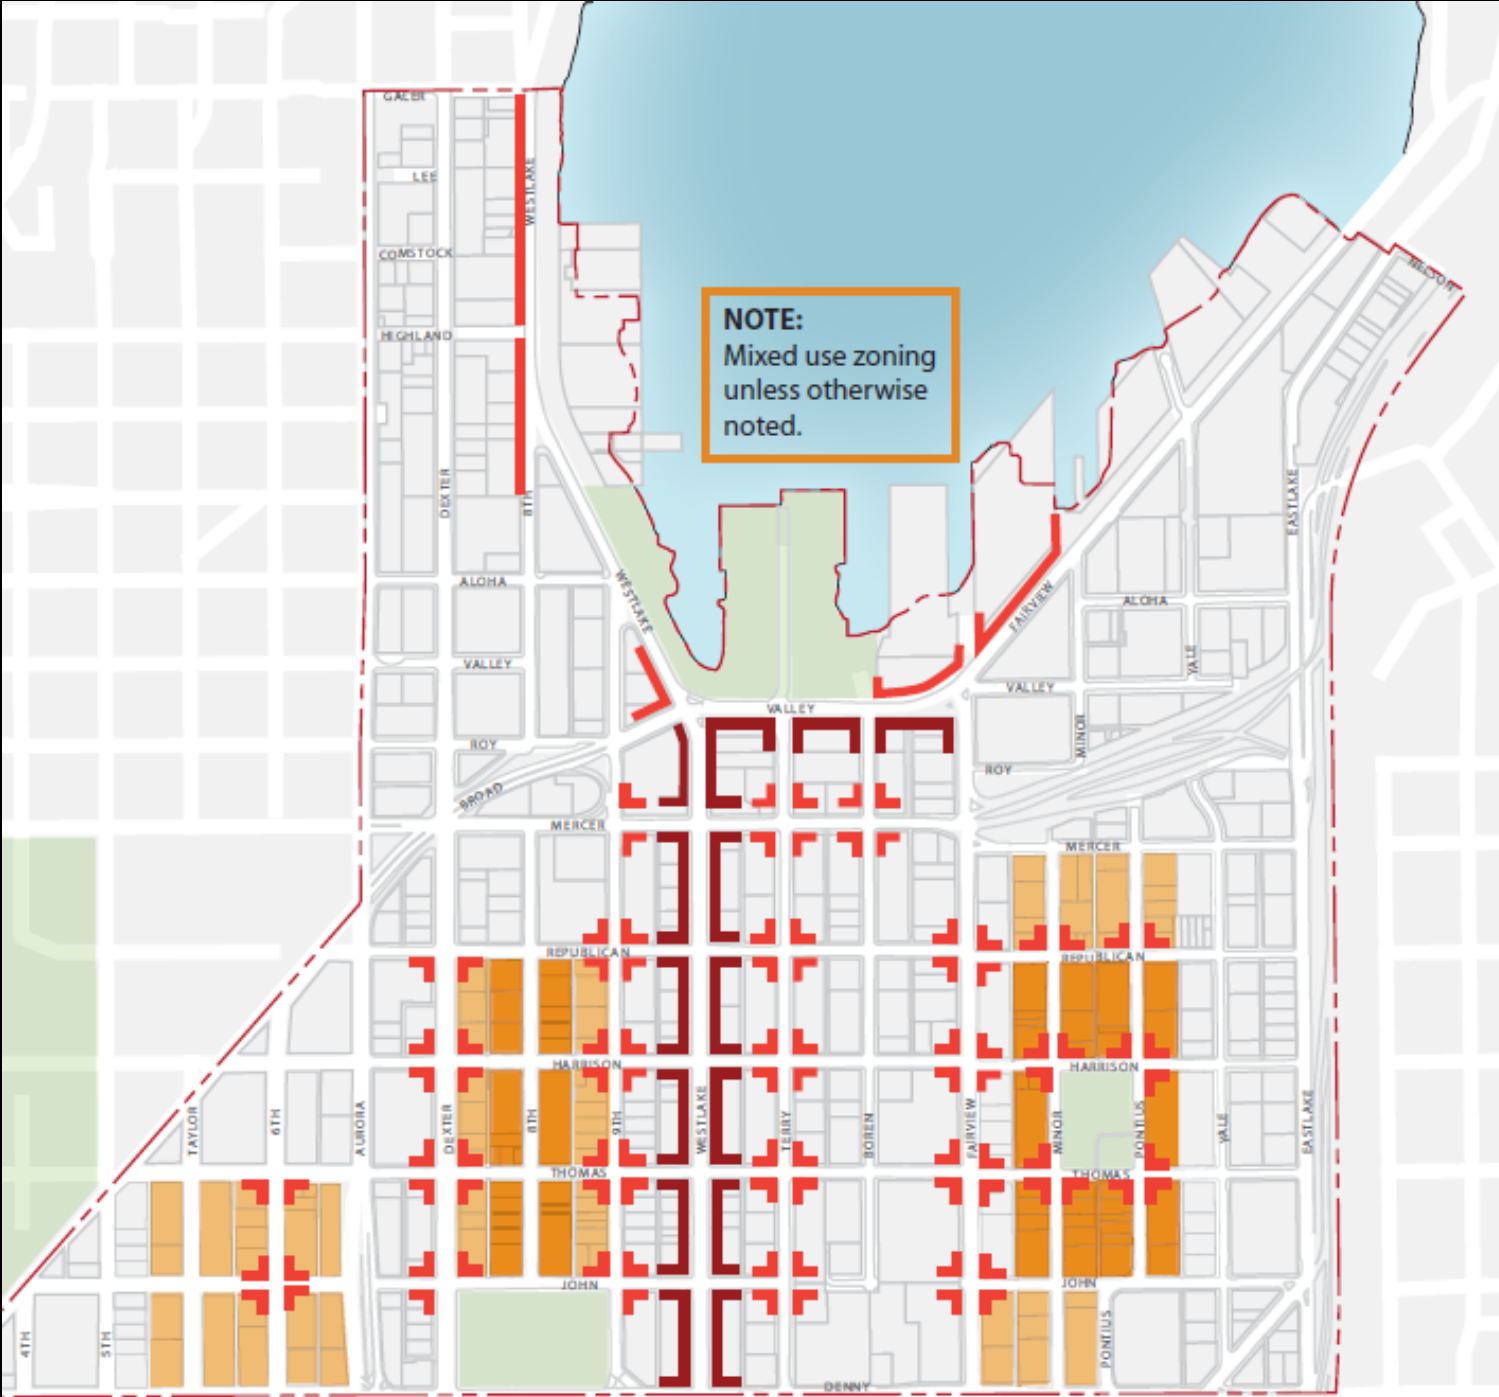 GALER
LEE
WESTLAKE
COMSTOCK
NELSON
NOTE:
Mixed use zoning
unless otherwise
noted.
HIGHLAND
DEXTER
8TH
EASTLAKE
ALOHA
WESTLAKE
FAIRVIEW
ALOHA
VALLEY
YALE
VALLEY
VALLEY
MINOR
ROY
ROY
BROAD
MERCER
MERCER
REPUBLICAN
REPUBLICAN
HARRISON
HARRISON
TAYLOR
6TH
AURORA
DEXTER
8TH
9TH
WESTLAKE
TERRY
BOREN
FAIRVIEW
MINOR
PONTIUS
YALE
EASTLAKE
THOMAS
THOMAS
JOHN
JOHN
4TH
5TH
PONTIUS
DENNY